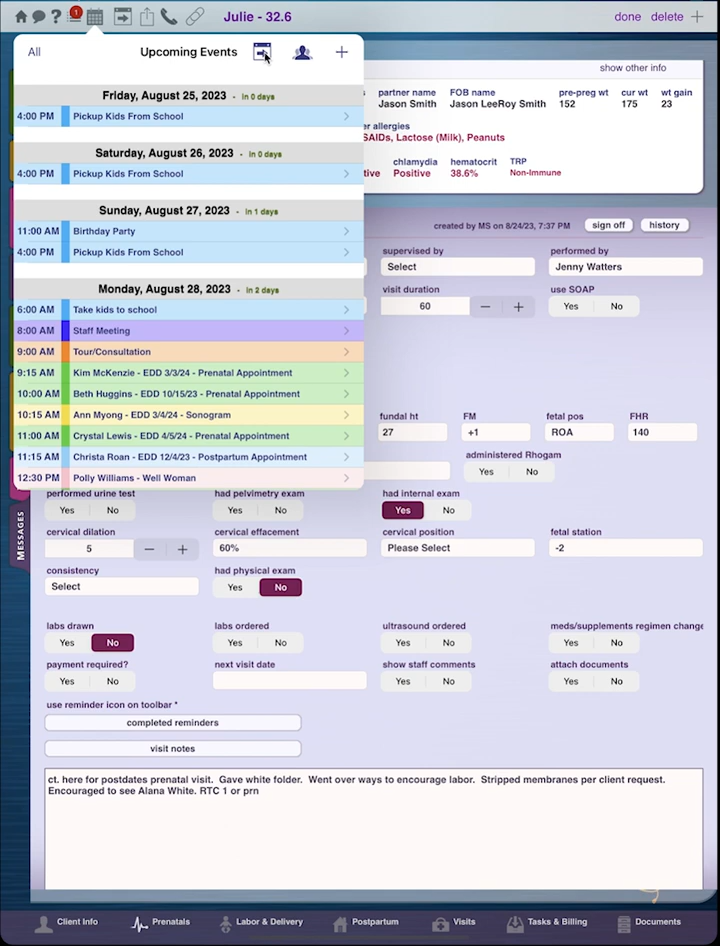 1
Julie - 32.6
done delete
All Upcoming Events
Friday, August 25, 2023 - in 0 days
4:00 PM Pickup Kids From School
Saturday, August 26, 2023 - in 0 days
4:00 PM Pickup Kids From School
Sunday, August 27, 2023 - in 1 days
11:00 AM Birthday Party
4:00 PM Pickup Kids From School
Monday, August 28, 2023 - in 2 days
6:00 AM Take kids to school
8:00 AM Staff Meeting
9:00 AM Tour/Consultation
9:15 AM Kim McKenzie - EDD 3/3/24 - Prenatal Appointment
10:00 AM Beth Huggins - EDD 10/15/23 - Prenatal Appointment
10:15 AM Ann Myong - EDD 3/4/24 - Sonogram
11:00 AM Crystal Lewis - EDD 4/5/24 - Prenatal Appointment
11:15 AM Christa Roan - EDD 12/4/23 - Postpartum Appointment
12:30 PM Polly Williams - Well Woman
show other info
partner name FOB name pre-preg wt cur wt wt gain
Jason Smith Jason LeeRoy Smith 152 175 23
er allergies
SAIDs, Lactose (Milk), Peanuts
chlamydia hematocrit TRP
tive Positive 38.6% Non-Immune
created by MS on 8/24/23, 7:37 PM sign off history
supervised by performed by
Select Jenny Watters
visit duration use SOAP
60 Yes No
fundal ht FM fetal pos FHR
27 +1 ROA 140
administered Rhogam
Yes No
performed urine test had pelvimetry exam had internal exam
Yes No Yes No Yes No
cervical dilation cervical effacement cervical position fetal station
5 60% Please Select -2
consistency had physical exam
Select Yes No
labs drawn labs ordered ultrasound ordered meds/supplements regimen change
Yes No Yes No Yes No Yes No
payment required? next visit date show staff comments attach documents
Yes No Yes No Yes No
use reminder icon on toolbar *
completed reminders
visit notes
ct. here for postdates prenatal visit. Gave white folder. Went over ways to encourage labor. Stripped membranes per client request.
Encouraged to see Alana White. RTC 1 or prn
MESSAGES
Client Info Prenatals Labor & Delivery Postpartum Visits Tasks & Billing Documents